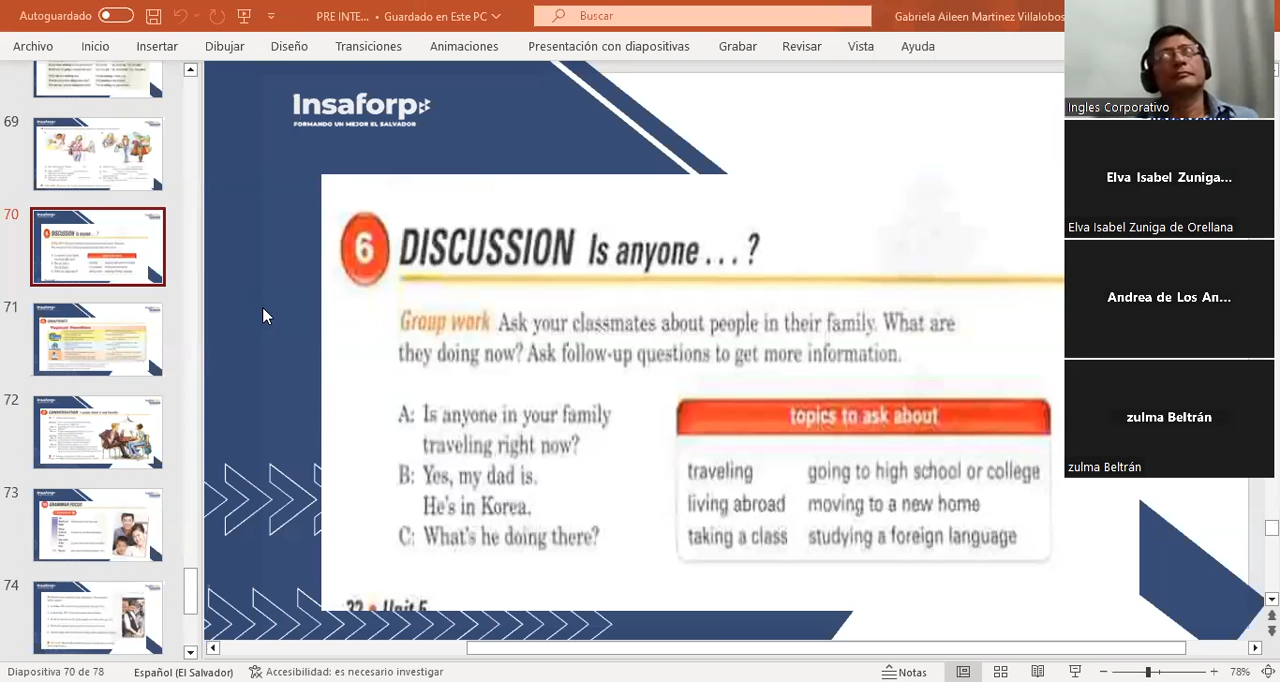 Autoguardado
PRE INTE... • Guardado en Este PC
Buscar
Gabriela Aileen Martinez Villalobos
Archivo Inicio Insertar Dibujar Diseño Transiciones Animaciones Presentación con diapositivas Grabar Revisar Vista Ayuda
69
70
71
72
73
74
Insaforp
FORMANDO UN MEJOR EL SALVADOR
6 DISCUSSION Is anyone . . . ?
Group work Ask your classmates about people in their family. What are
they doing now? Ask follow-up questions to get more information.
A: Is anyone in your family
traveling right now?
B: Yes, my dad is.
He's in Korea.
C: What's he doing there?
topics to ask about
traveling going to high school or college
living abroad moving to a new home
taking a class studying a foreign language
Unit 5
Ingles Corporativo
Elva Isabel Zuniga...
Elva Isabel Zuniga de Orellana
Andrea de Los An...
zulma Beltrán
zulma Beltrán
Diapositiva 70 de 78 Español (El Salvador) Accesibilidad: es necesario investigar
Notas
78%